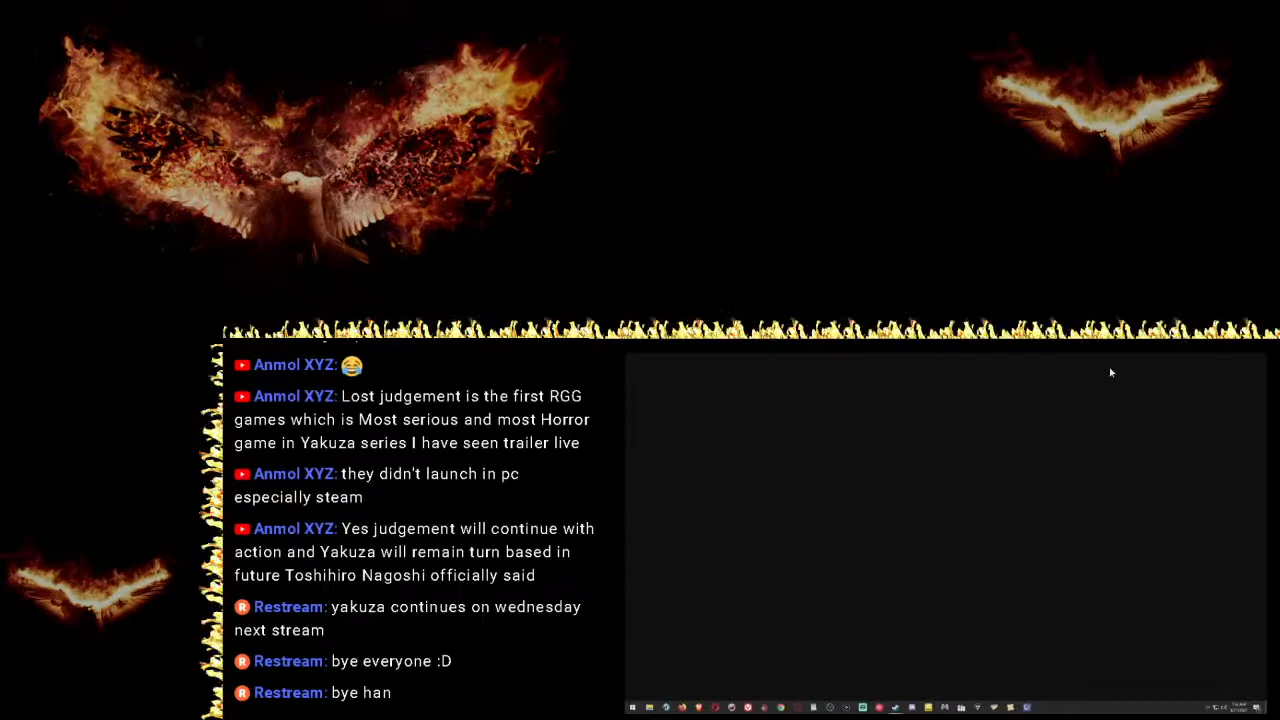 Anmol XYZ: 😂
Anmol XYZ: Lost judgement is the first RGG
games which is Most serious and most Horror
game in Yakuza series I have seen trailer live
Anmol XYZ: they didn't launch in pc
especially steam
Anmol XYZ: Yes judgement will continue with
action and Yakuza will remain turn based in
future Toshihiro Nagoshi officially said
Restream: yakuza continues on wednesday
next stream
Restream: bye everyone :D
Restream: bye han